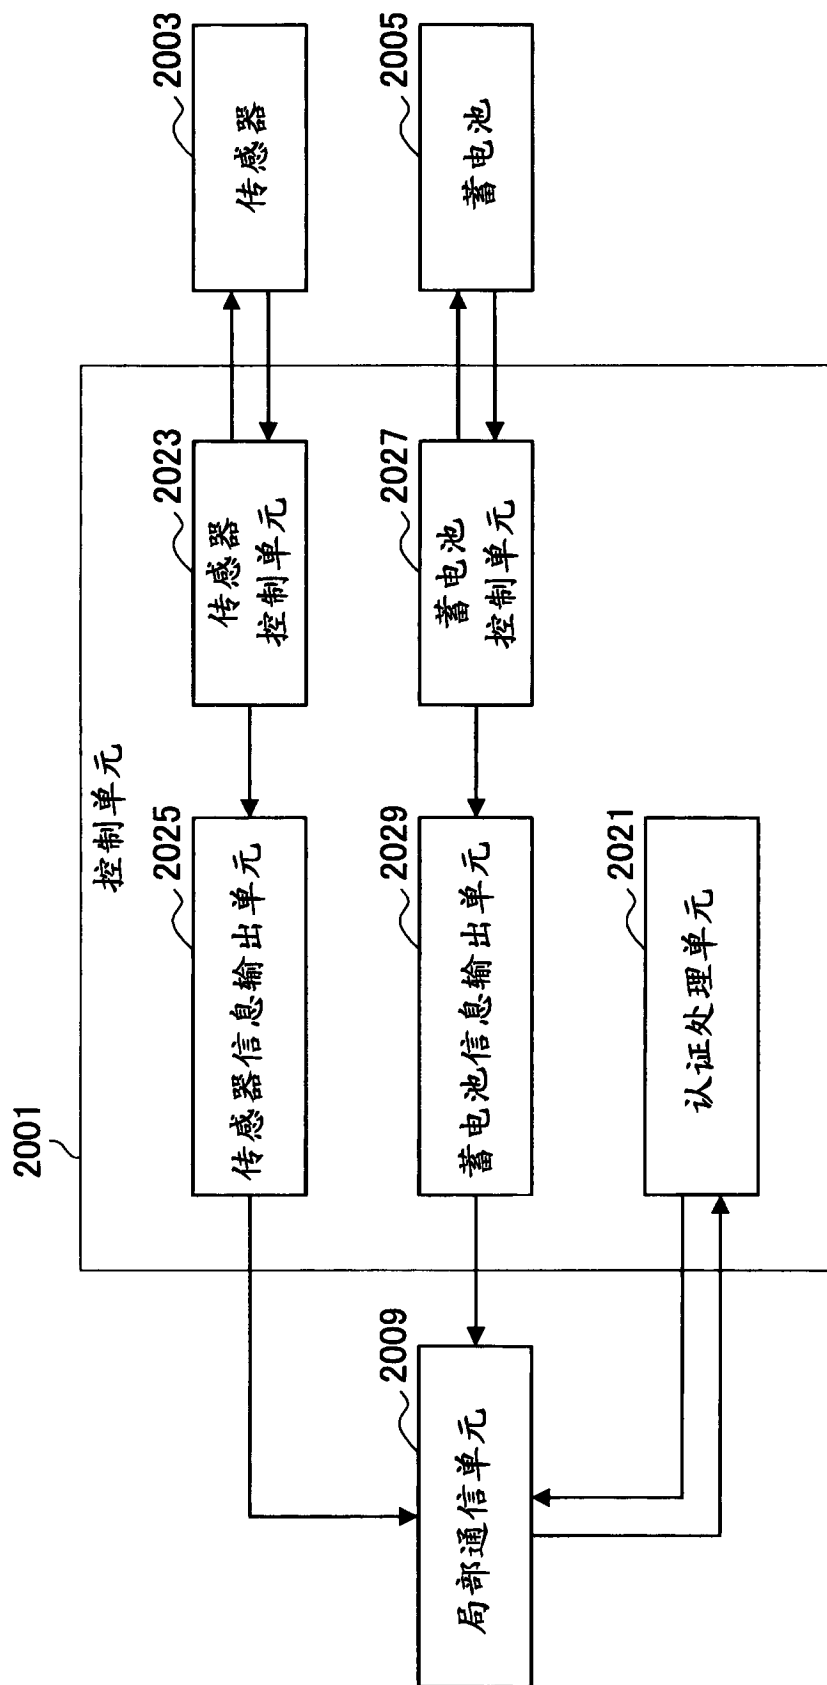 2001
控制单元
2025
传感器信息输出单元
2023
传感器
控制单元
2003
传感器
2009
局部通信单元
2029
蓄电池信息输出单元
2027
蓄电池
控制单元
2005
蓄电池
2021
认证处理单元